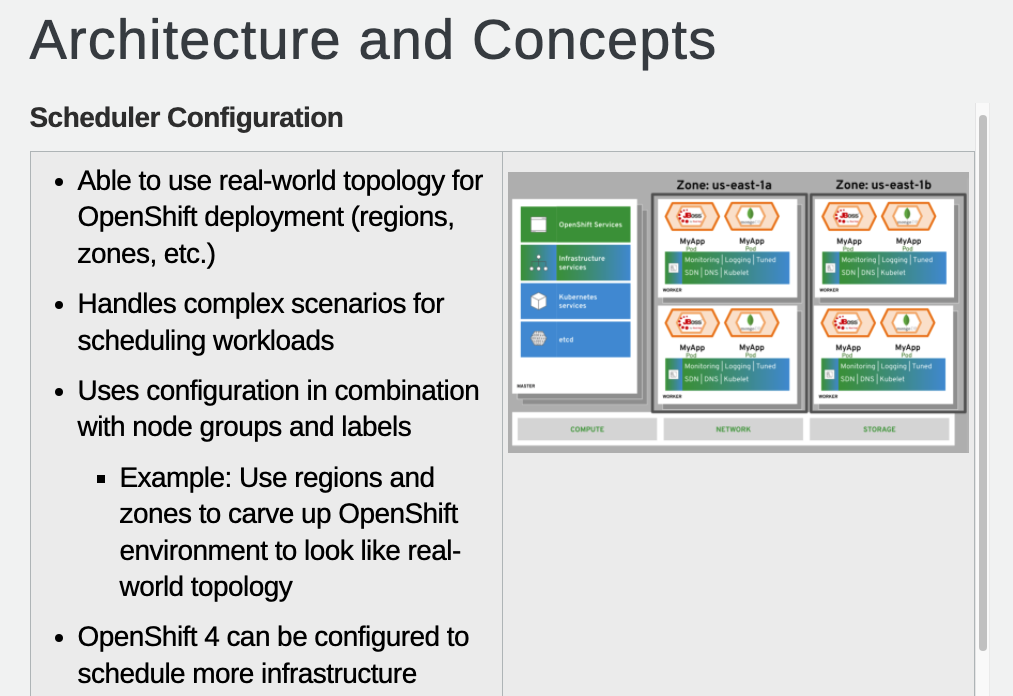 Architecture and Concepts
Scheduler Configuration
Able to use real-world topology for
OpenShift deployment (regions,
zones, etc.)
Handles complex scenarios for
scheduling workloads
Uses configuration in combination
with node groups and labels
Example: Use regions and
zones to carve up OpenShift
environment to look like real-
world topology
OpenShift 4 can be configured to
schedule more infrastructure
OpenShift Services
Infrastructure
services
Kubernetes
services
etcd
MASTER
Zone: us-east-1a
JBoss
MyApp
Pod
MyApp
Pod
Monitoring | Logging | Tuned
SDN | DNS | Kubelet
WORKER
JBoss
MyApp
Pod
MyApp
Pod
Monitoring | Logging | Tuned
SDN | DNS | Kubelet
WORKER
Zone: us-east-1b
JBoss
MyApp
Pod
MyApp
Pod
Monitoring | Logging | Tuned
SDN | DNS | Kubelet
WORKER
JBoss
MyApp
Pod
MyApp
Pod
Monitoring | Logging | Tuned
SDN | DNS | Kubelet
WORKER
COMPUTE
NETWORK
STORAGE